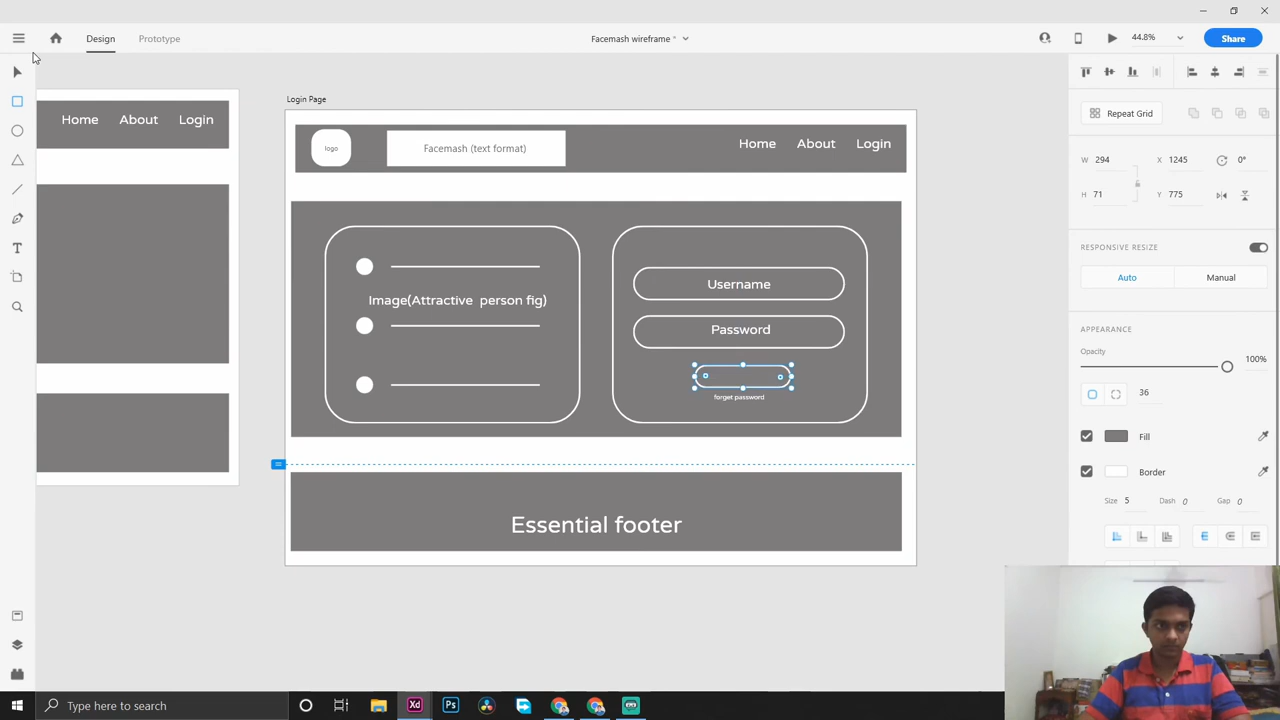 Design
Prototype
Facemash wireframe *
44.8%
Share
Login Page
Home About Login
logo
Facemash (text format)
Home About Login
Repeat Grid
W 294 X 1245 0°
H 71 Y 775
RESPONSIVE RESIZE
Auto
Manual
Image(Attractive person fig)
Username
Password
forget password
APPEARANCE
Opacity
100%
36
Fill
Border
Size 5 Dash 0 Gap 0
Essential footer
Type here to search
Xd
Ps